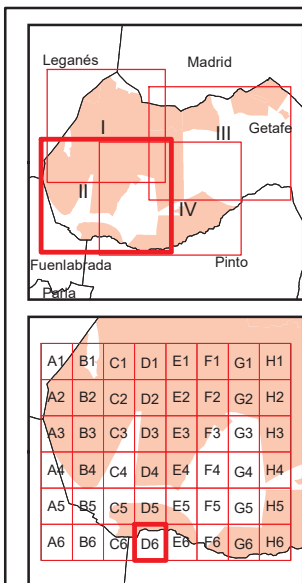 Leganés Madrid
I
III
Getafe
II
IV
Fuenlabrada Pinto
Parla
A1 B1 C1 D1 E1 F1 G1 H1
A2 B2 C2 D2 E2 F2 G2 H2
A3 B3 C3 D3 E3 F3 G3 H3
A4 B4 C4 D4 E4 F4 G4 H4
A5 B5 C5 D5 E5 F5 G5 H5
A6 B6 C6 D6 E6 F6 G6 H6